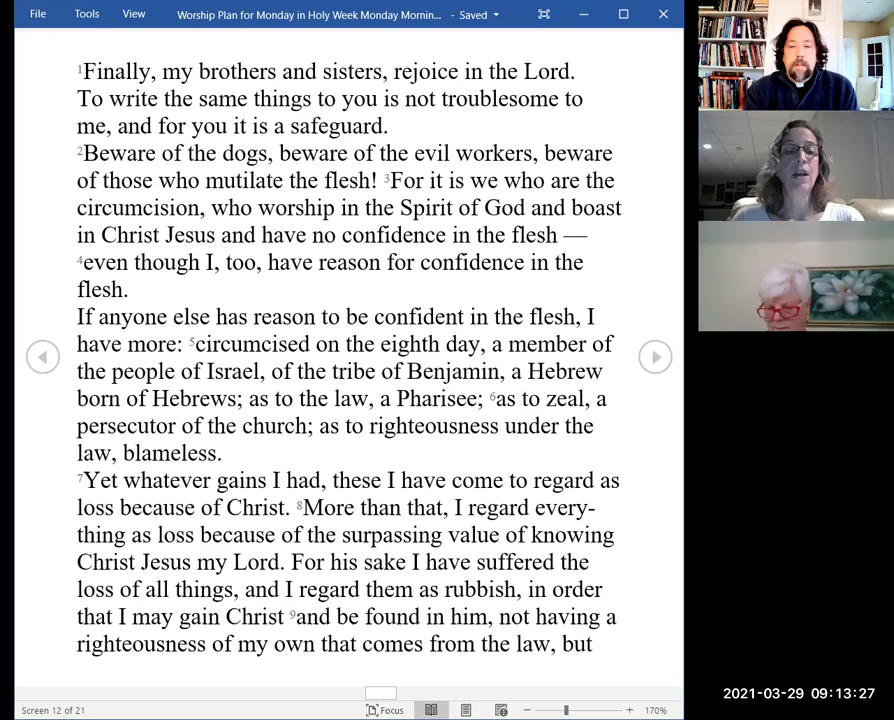 File Tools View Worship Plan for Monday in Holy Week Monday Mornin... - Saved
1Finally, my brothers and sisters, rejoice in the Lord.
To write the same things to you is not troublesome to
me, and for you it is a safeguard.
2Beware of the dogs, beware of the evil workers, beware
of those who mutilate the flesh! 3For it is we who are the
circumcision, who worship in the Spirit of God and boast
in Christ Jesus and have no confidence in the flesh —
4even though I, too, have reason for confidence in the
flesh.
If anyone else has reason to be confident in the flesh, I
have more: 5circumcised on the eighth day, a member of
the people of Israel, of the tribe of Benjamin, a Hebrew
born of Hebrews; as to the law, a Pharisee; 6as to zeal, a
persecutor of the church; as to righteousness under the
law, blameless.
7Yet whatever gains I had, these I have come to regard as
loss because of Christ. 8More than that, I regard every-
thing as loss because of the surpassing value of knowing
Christ Jesus my Lord. For his sake I have suffered the
loss of all things, and I regard them as rubbish, in order
that I may gain Christ 9and be found in him, not having a
righteousness of my own that comes from the law, but
Screen 12 of 21 Focus 170%
2021-03-29 09:13:27